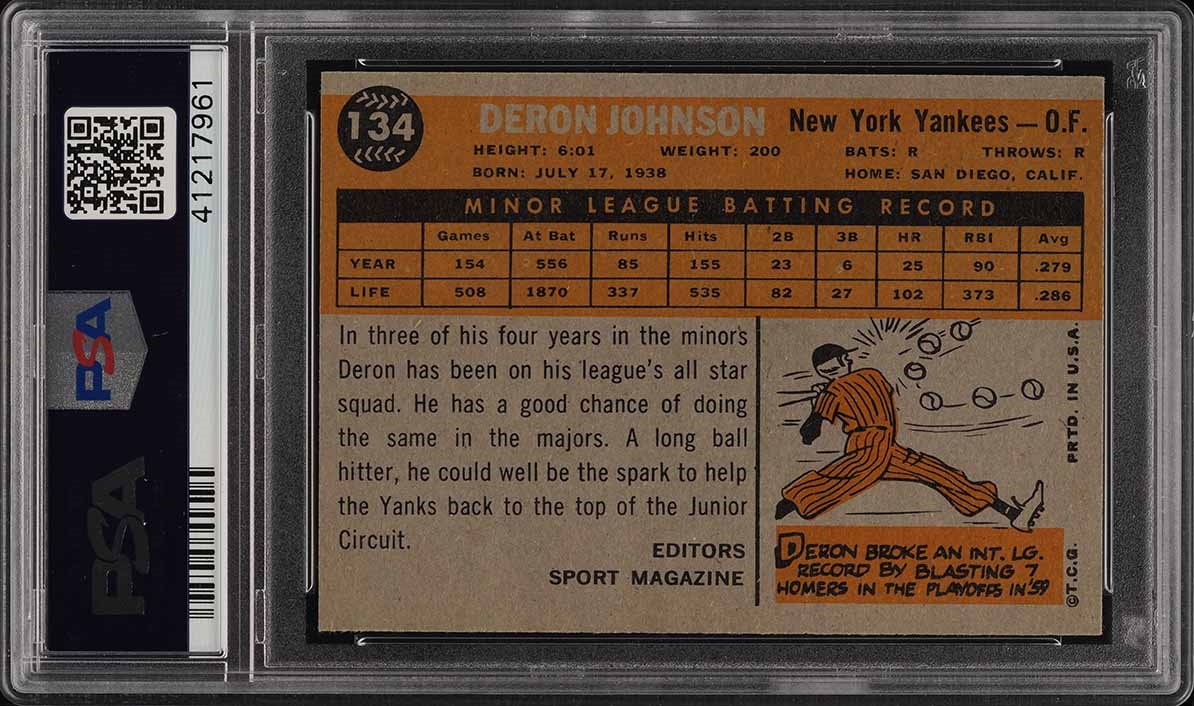 PSA
PSA
41217961
134
DERON JOHNSON New York Yankees — O.F.
HEIGHT: 6:01 WEIGHT: 200 BATS: R THROWS: R
BORN: JULY 17, 1938 HOME: SAN DIEGO, CALIF.
MINOR LEAGUE BATTING RECORD
Games At Bat Runs Hits 2B 3B HR RBI Avg
YEAR 154 556 85 155 23 6 25 90 .279
LIFE 508 1870 337 535 82 27 102 373 .286
In three of his four years in the minors
Deron has been on his league's all star
squad. He has a good chance of doing
the same in the majors. A long ball
hitter, he could well be the spark to help
the Yanks back to the top of the Junior
Circuit.
EDITORS
SPORT MAGAZINE
DERON BROKE AN INT. LG.
RECORD BY BLASTING 7
HOMERS IN THE PLAYOFFS IN '59
©T.C.G. PRTD. IN U.S.A.